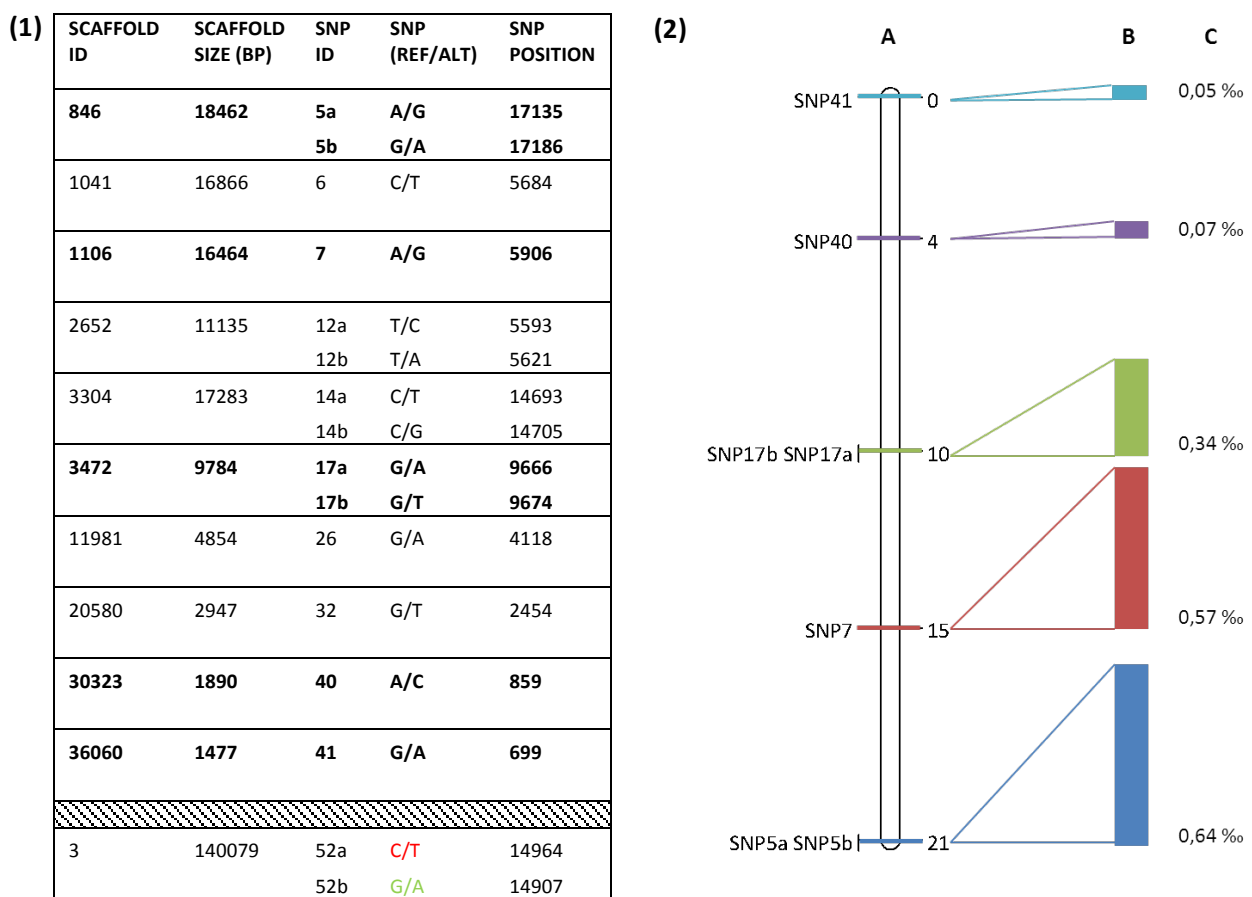 (1)
SCAFFOLD ID SCAFFOLD SIZE (BP) SNP ID SNP (REF/ALT) SNP POSITION
846 18462 5a A/G 17135
5b G/A 17186
1041 16866 6 C/T 5684
1106 16464 7 A/G 5906
2652 11135 12a T/C 5593
12b T/A 5621
3304 17283 14a C/T 14693
14b C/G 14705
3472 9784 17a G/A 9666
17b G/T 9674
11981 4854 26 G/A 4118
20580 2947 32 G/T 2454
30323 1890 40 A/C 859
36060 1477 41 G/A 699
3 140079 52a C/T 14964
52b G/A 14907
(2)
A B C
SNP41 0 0,05 ‰
SNP40 4 0,07 ‰
SNP17b SNP17a 10 0,34 ‰
SNP7 15 0,57 ‰
SNP5a SNP5b 21 0,64 ‰